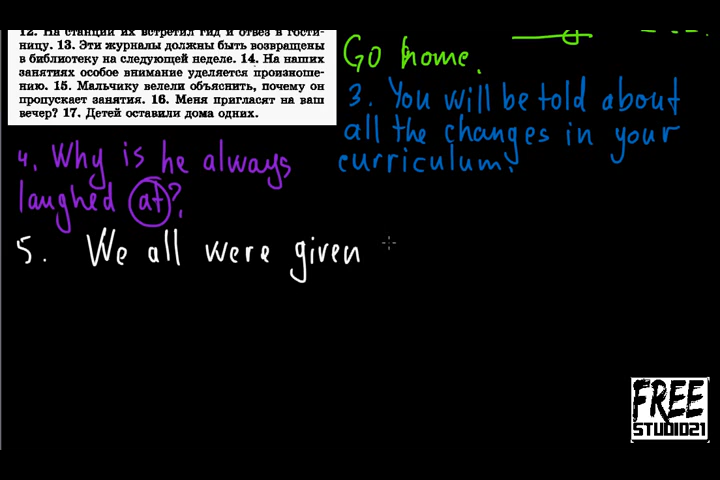 12. На станции их встретил гид и отвез в гости-
ницу. 13. Эти журналы должны быть возвращены
в библиотеку на следующей неделе. 14. На наших
занятиях особое внимание уделяется произноше-
нию. 15. Мальчику велели объяснить, почему он
пропускает занятия. 16. Меня пригласят на ваш
вечер? 17. Детей оставили дома одних.
Go home.
3. You will be told about
all the changes in your
curriculum.
4. Why is he always
laughed at?
5. We all were given
FREE
STUDIO21